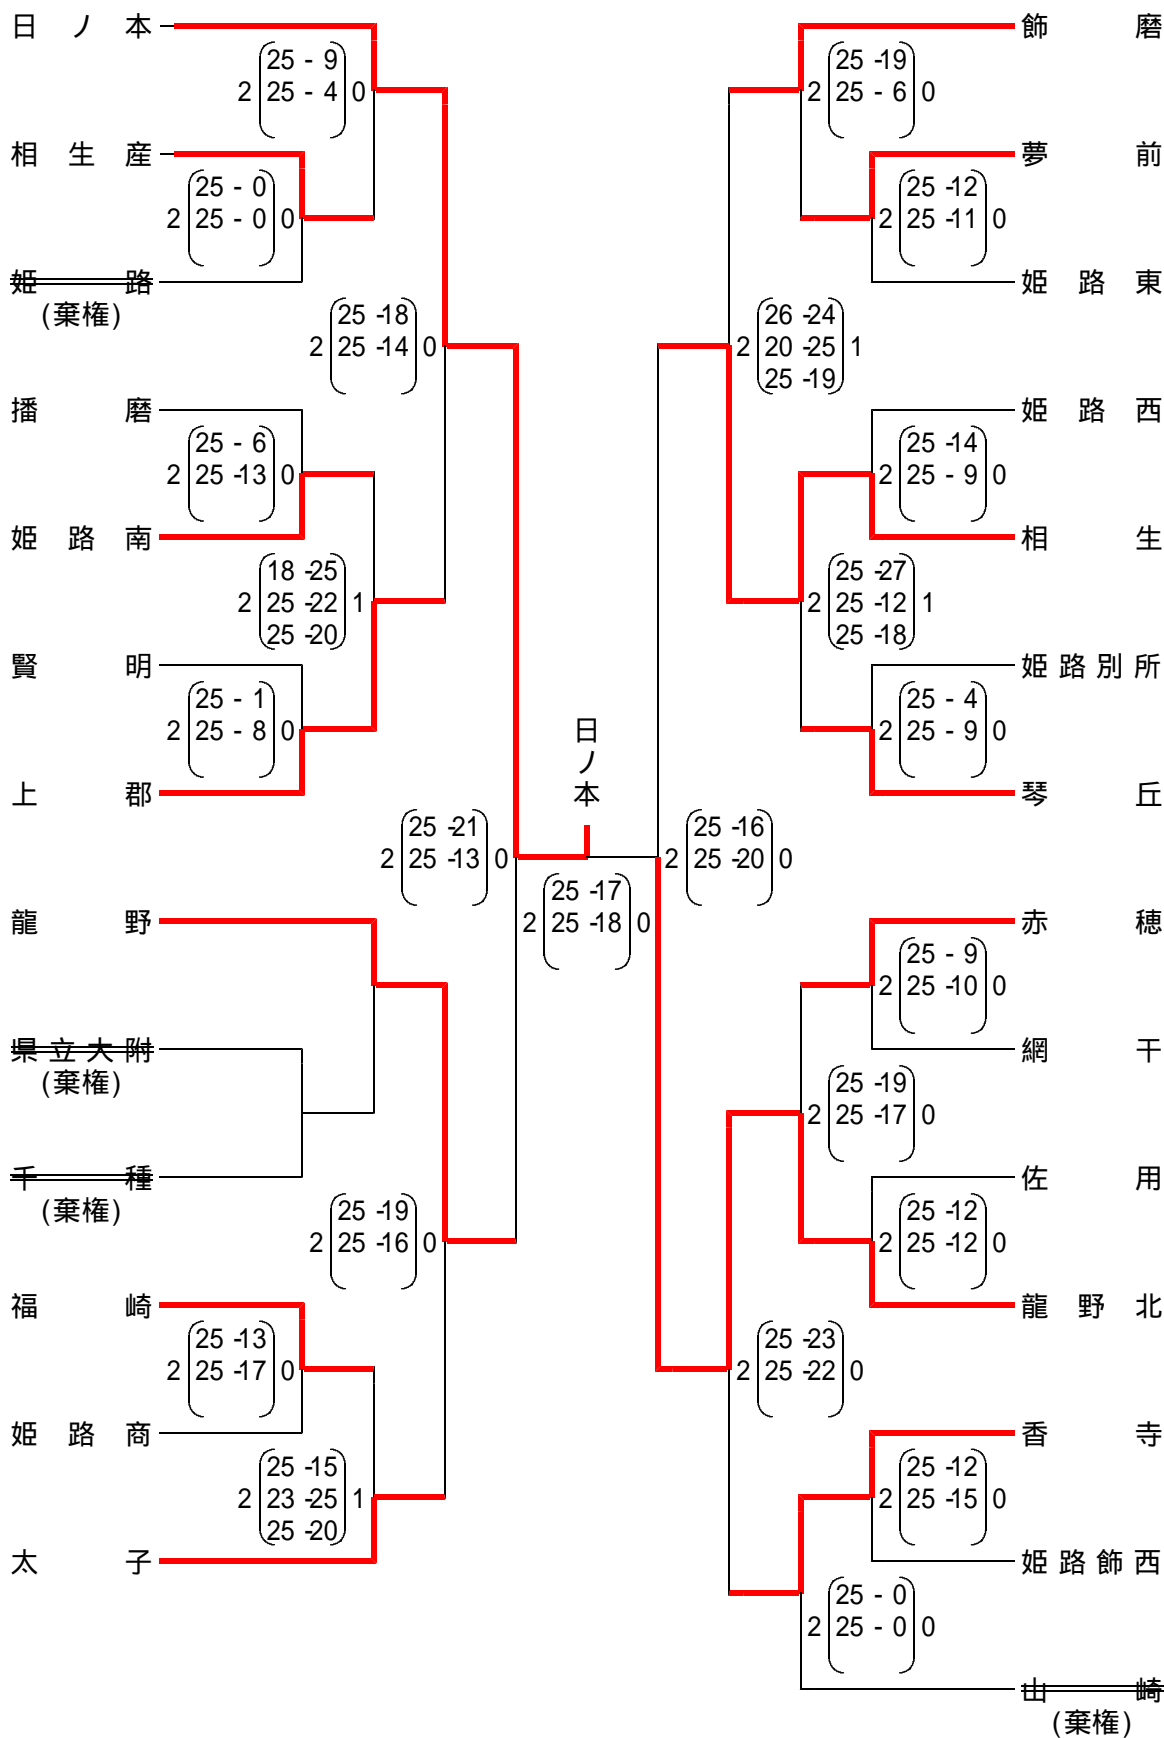 日ノ本
2 25 - 9 0
25 - 4
相生産
2 25 - 0 0
25 - 0
姫路
(棄権)
2 25 -18 0
25 -14
播磨
2 25 - 6 0
25 -13
姫路南
18 -25
2 25 -22 1
25 -20
賢明
2 25 - 1 0
25 - 8
上郡
2 25 -21 0
25 -13
龍野
県立大附
(棄権)
千種
(棄権)
2 25 -19 0
25 -16
福崎
2 25 -13 0
25 -17
姫路商
25 -15
2 23 -25 1
25 -20
太子
日ノ本
2 25 -17 0
25 -18
飾磨
2 25 -19 0
25 - 6
夢前
2 25 -12 0
25 -11
姫路東
26 -24
2 20 -25 1
25 -19
姫路西
2 25 -14 0
25 - 9
相生
25 -27
2 25 -12 1
25 -18
姫路別所
2 25 - 4 0
25 - 9
琴丘
2 25 -16 0
25 -20
赤穂
2 25 - 9 0
25 -10
網干
2 25 -19 0
25 -17
佐用
2 25 -12 0
25 -12
龍野北
2 25 -23 0
25 -22
香寺
2 25 -12 0
25 -15
姫路飾西
2 25 - 0 0
25 - 0
山崎
(棄権)